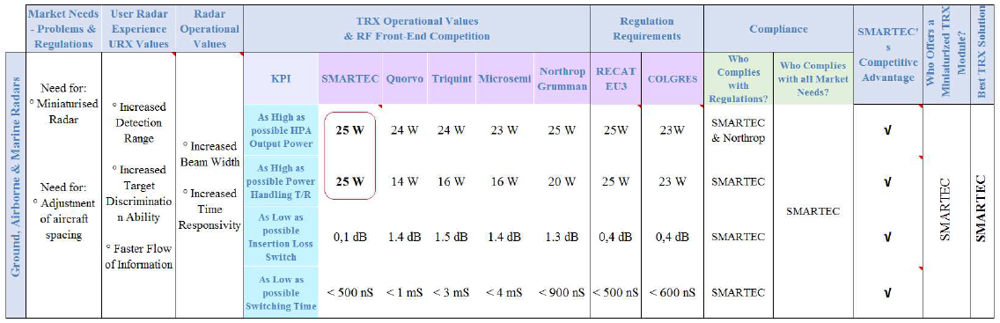 Market Needs
- Problems &
Regulations
User Radar
Experience
URX Values
Radar
Operational
Values
TRX Operational Values
& RF Front-End Competition
Regulation
Requirements
Compliance
SMARTEC'
s
Competitive
Advantage
Who Offers a
Miniaturized TRX
Module?
Best TRX Solution
Ground, Airborne & Marine Radars
KPI
SMARTEC
Quorvo
Triquint
Microsemi
Northrop
Grumman
RECAT
EU3
COLGRES
Who
Complies
with
Regulations?
Who Complies
with all Market
Needs?
Need for:
° Miniaturised
Radar
Need for:
° Adjustment
of aircraft
spacing
° Increased
Detection
Range
° Increased
Target
Discriminatio
n Ability
° Faster Flow
of Information
° Increased
Beam Width
° Increased
Time
Responsivity
As High as
possible HPA
Output Power
25 W
24 W
24 W
23 W
25 W
25W
23W
SMARTEC
& Northrop
√
As High as
possible Power
Handling T/R
25 W
14 W
16 W
16 W
20 W
25 W
23 W
SMARTEC
√
As Low as
possible
Insertion Loss
Switch
0,1 dB
1.4 dB
1.5 dB
1.4 dB
1.3 dB
0,4 dB
0,4 dB
SMARTEC
√
As Low as
possible
Switching Time
< 500 nS
< 1 mS
< 3 mS
< 4 mS
< 900 nS
< 500 nS
< 600 nS
SMARTEC
√
SMARTEC
SMARTEC
SMARTEC